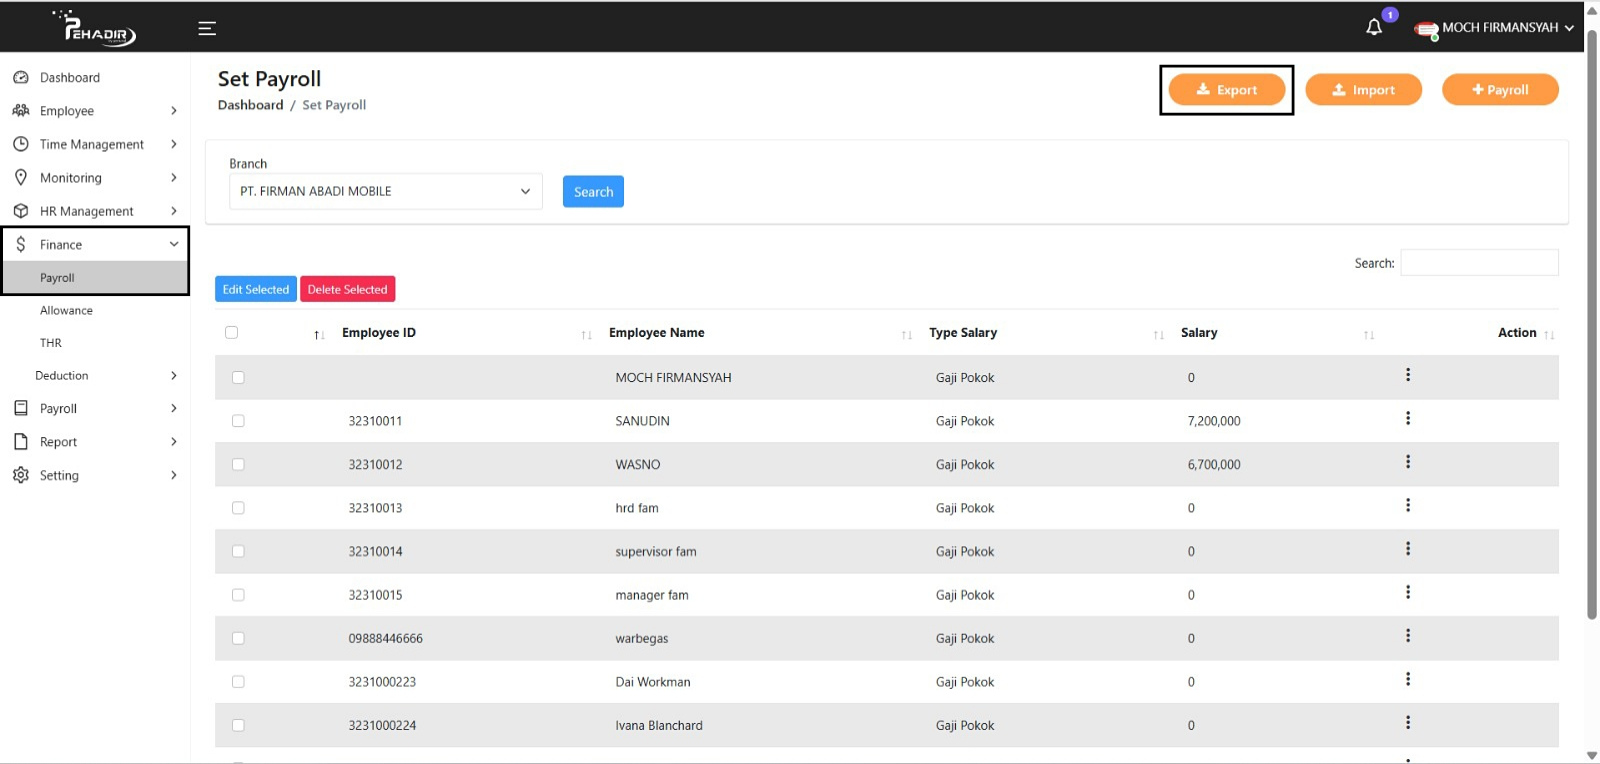 PEHADIR
1
MOCH FIRMANSYAH
Dashboard
Employee
Time Management
Monitoring
HR Management
Finance
Payroll
Allowance
THR
Deduction
Payroll
Report
Setting
Set Payroll
Dashboard / Set Payroll
Export
Import
+ Payroll
Branch
PT. FIRMAN ABADI MOBILE
Search
Search:
Edit Selected Delete Selected
Employee ID Employee Name Type Salary Salary Action
MOCH FIRMANSYAH Gaji Pokok 0
32310011 SANUDIN Gaji Pokok 7,200,000
32310012 WASNO Gaji Pokok 6,700,000
32310013 hrd fam Gaji Pokok 0
32310014 supervisor fam Gaji Pokok 0
32310015 manager fam Gaji Pokok 0
09888446666 warbegas Gaji Pokok 0
3231000223 Dai Workman Gaji Pokok 0
3231000224 Ivana Blanchard Gaji Pokok 0